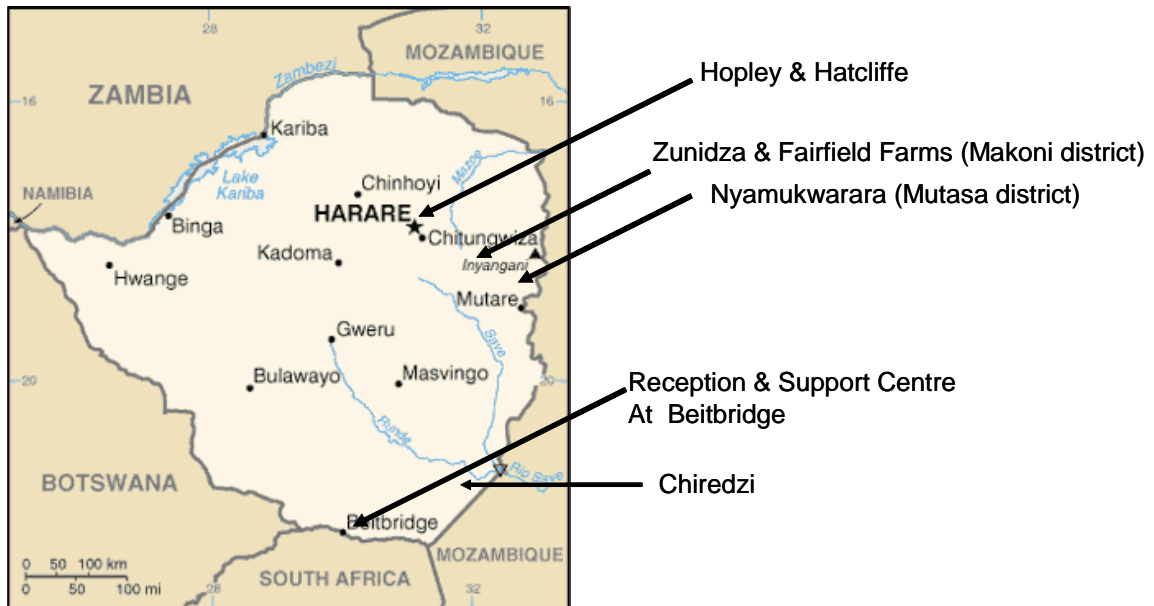 28
32
MOZAMBIQUE
Hopley & Hatcliffe
Zambezi
ZAMBIA
16
16
Kariba
Zunidza & Fairfield Farms (Makoni district)
Mazoe
Lake
Kariba
Chinhoyi
Nyamukwarara (Mutasa district)
NAMIBIA
HARARE
Binga
Chitungwiza
Kadoma
Inyangani
Hwange
Mutare
Gweru
Save
Bulawayo
Masvingo
20
20
Reception & Support Centre
At Beitbridge
Runde
Rio Save
BOTSWANA
Chiredzi
Beitbridge
MOZAMBIQUE
0 50 100 km
0 50 100 mi
SOUTH AFRICA
28
32